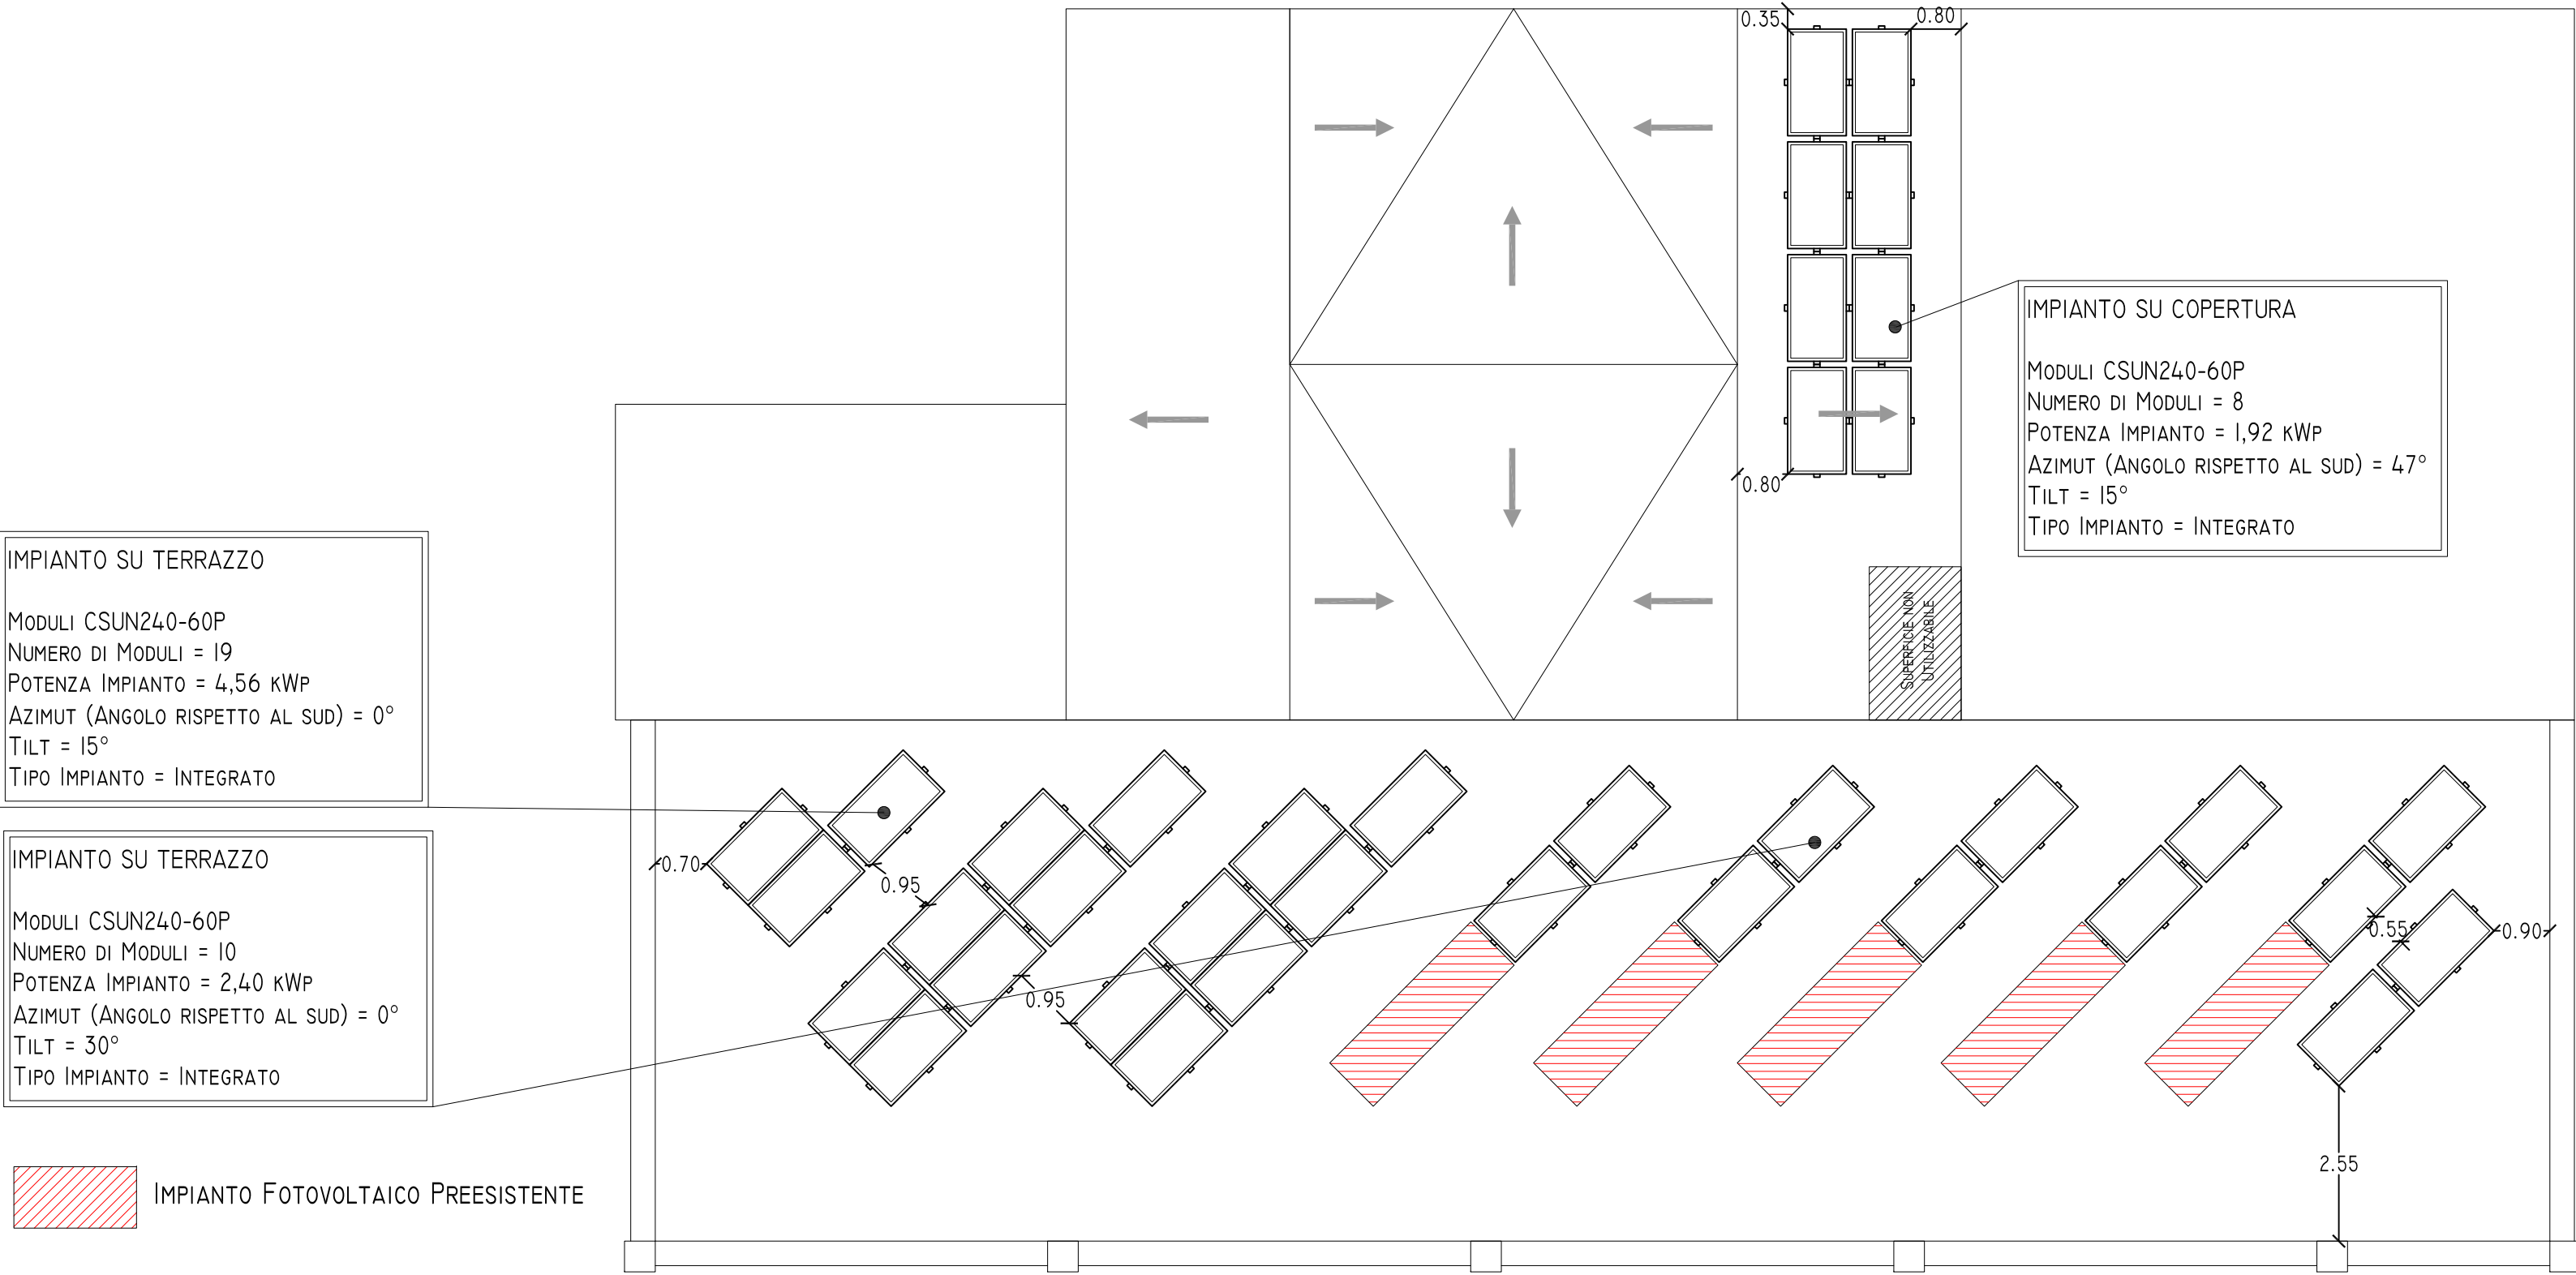 0.35
0.80
IMPIANTO SU COPERTURA
MODULI CSUN240-60P
NUMERO DI MODULI = 8
POTENZA IMPIANTO = 1,92 KWP
AZIMUT (ANGOLO RISPETTO AL SUD) = 47°
TILT = 15°
TIPO IMPIANTO = INTEGRATO
0.80
SUPERFICIE NON
UTILIZZABILE
IMPIANTO SU TERRAZZO
MODULI CSUN240-60P
NUMERO DI MODULI = 19
POTENZA IMPIANTO = 4,56 KWP
AZIMUT (ANGOLO RISPETTO AL SUD) = 0°
TILT = 15°
TIPO IMPIANTO = INTEGRATO
IMPIANTO SU TERRAZZO
MODULI CSUN240-60P
NUMERO DI MODULI = 10
POTENZA IMPIANTO = 2,40 KWP
AZIMUT (ANGOLO RISPETTO AL SUD) = 0°
TILT = 30°
TIPO IMPIANTO = INTEGRATO
0.70
0.95
0.95
0.55
0.90
2.55
IMPIANTO FOTOVOLTAICO PREESISTENTE